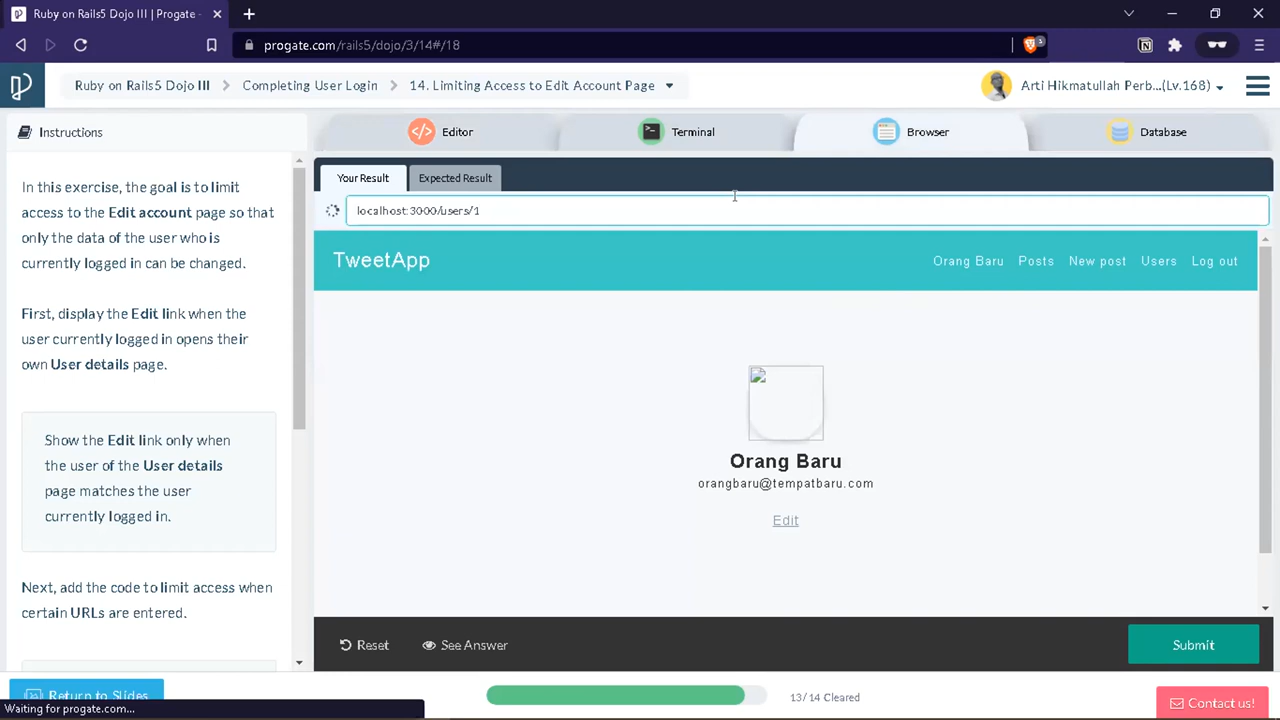 Ruby on Rails5 Dojo III | Progate -
progate.com/rails5/dojo/3/14#/18
Ruby on Rails5 Dojo III
Completing User Login
14. Limiting Access to Edit Account Page
Arti Hikmatullah Perb...(Lv.168)
Instructions
Editor
Terminal
Browser
Database
In this exercise, the goal is to limit
access to the Edit account page so that
only the data of the user who is
currently logged in can be changed.
First, display the Edit link when the
user currently logged in opens their
own User details page.
Show the Edit link only when
the user of the User details
page matches the user
currently logged in.
Next, add the code to limit access when
certain URLs are entered.
Your Result
Expected Result
localhost:3000/users/1
TweetApp
Orang Baru
Posts
New post
Users
Log out
Orang Baru
orangbaru@tempatbaru.com
Edit
Reset
See Answer
Submit
Return to Slides
13/14 Cleared
Contact us!
Waiting for progate.com...